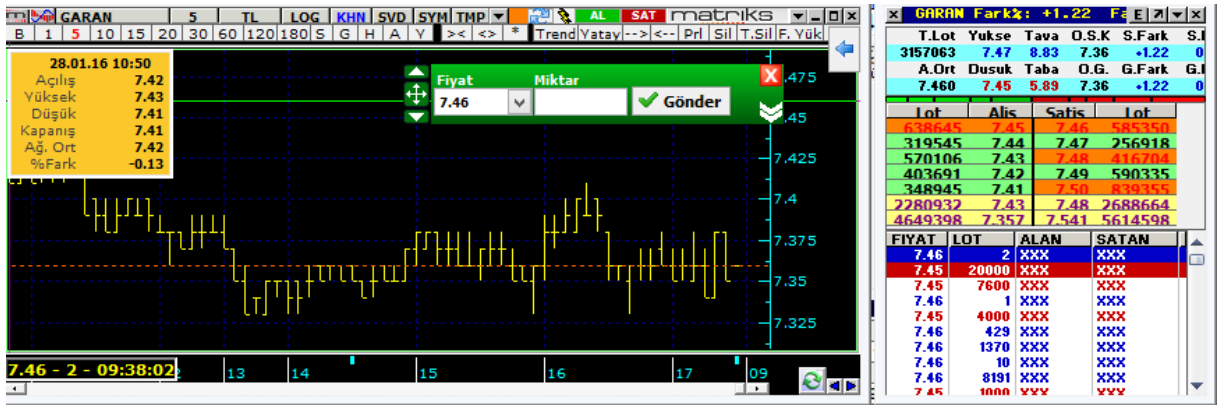 GARAN 5 TL LOG KHN SVD SYM TMP AL SAT matriks
B 1 5 10 15 20 30 60 120 180 S G H A Y >< <> * Trend Yatay --> <-- Prl Sil T.Sil F. Yük
28.01.16 10:50
Açılış 7.42
Yüksek 7.43
Düşük 7.41
Kapanış 7.41
Ağ. Ort 7.42
%Fark -0.13
Fiyat Miktar X
7.46 Gönder
.475
.45
7.425
7.4
7.375
7.35
7.325
7.46 - 2 - 09:38:02
13 14 15 16 17 09
GARAN Fark%: +1.22 Fa E
T.Lot Yukse Tava O.S.K S.Fark
3157063 7.47 8.83 7.36 +1.22 0
A.Ort Dusuk Taba O.G. G.Fark
7.460 7.45 5.89 7.36 +1.22 0
Lot Alis Satis Lot
638645 7.45 7.46 585350
319545 7.44 7.47 256918
570106 7.43 7.48 416704
403691 7.42 7.49 590335
348945 7.41 7.50 839355
2280932 7.43 7.48 2688664
4649398 7.357 7.541 5614598
FIYAT LOT ALAN SATAN
7.46 2 XXX XXX
7.45 20000 XXX XXX
7.45 7600 XXX XXX
7.46 1 XXX XXX
7.45 4000 XXX XXX
7.46 429 XXX XXX
7.46 1370 XXX XXX
7.46 10 XXX XXX
7.46 8191 XXX XXX
7.45 1000 XXX XXX